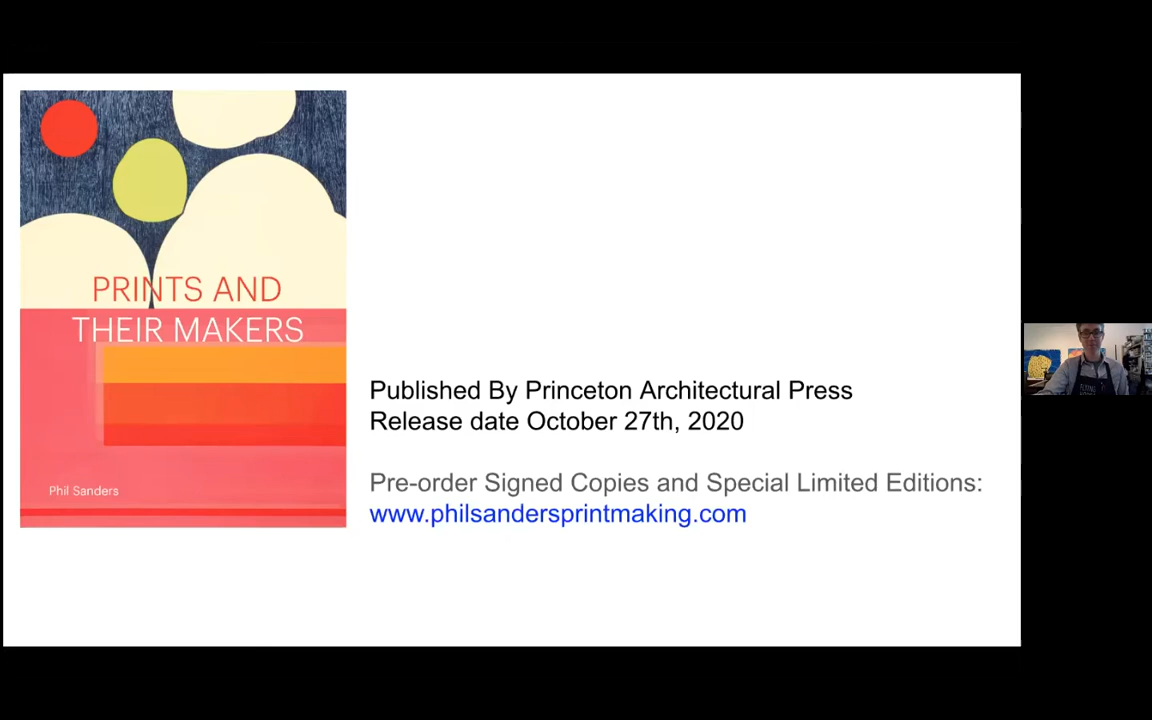 PRINTS AND
THEIR MAKERS
Phil Sanders
Published By Princeton Architectural Press
Release date October 27th, 2020
Pre-order Signed Copies and Special Limited Editions:
www.philsandersprintmaking.com